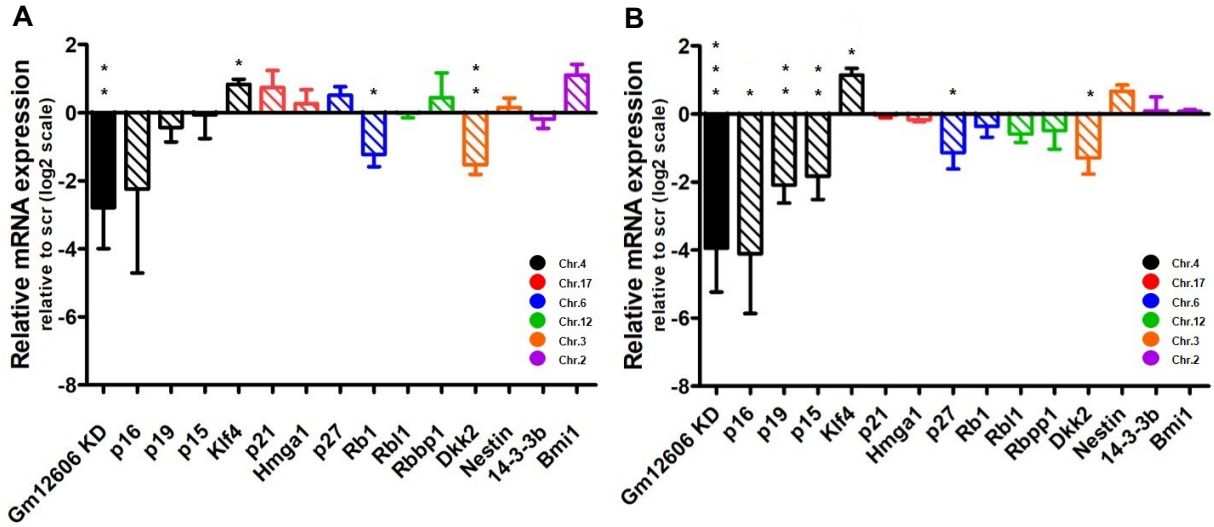 A
Relative mRNA expression
relative to scr (log2 scale)
2
* *
*
*
* *
0
-2
-4
-6
-8
Chr.4
Chr.17
Chr.6
Chr.12
Chr.3
Chr.2
Gm12606 KD
p16
p19
p15
Klf4
p21
Hmga1
p27
Rb1
Rbl1
Rbbp1
Dkk2
Nestin
14-3-3b
Bmi1
B
Relative mRNA expression
relative to scr (log2 scale)
2
* * *
*
* *
* *
*
*
*
0
-2
-4
-6
-8
Chr.4
Chr.17
Chr.6
Chr.12
Chr.3
Chr.2
Gm12606 KD
p16
p19
p15
Klf4
p21
Hmga1
p27
Rb1
Rbl1
Rbpp1
Dkk2
Nestin
14-3-3b
Bmi1